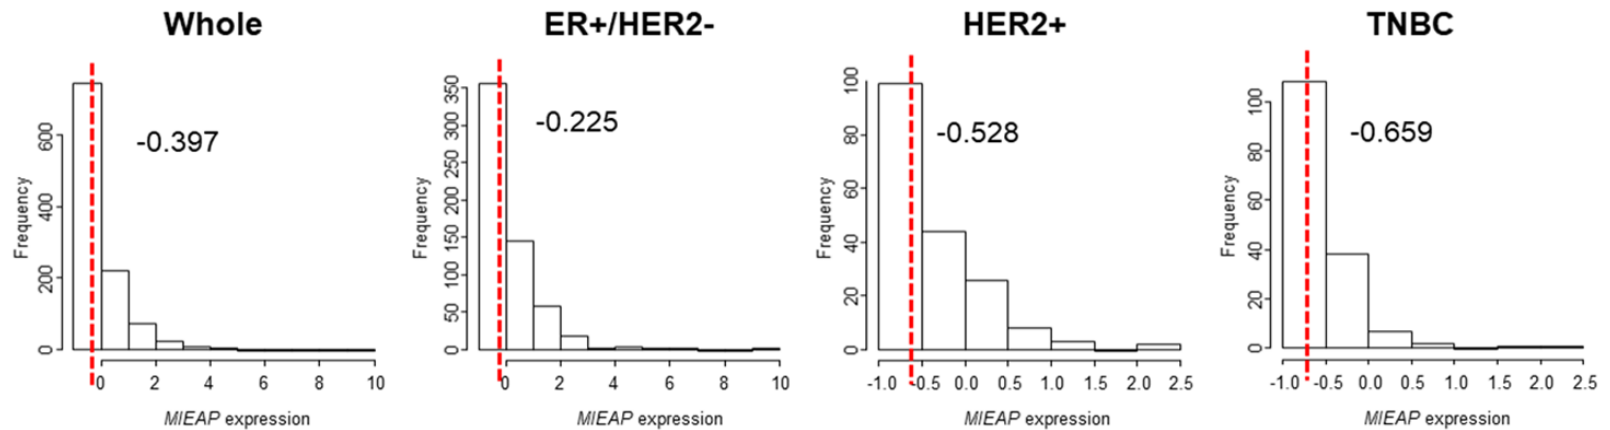 Whole
Frequency
0 200 400 600
-0.397
0 2 4 6 8 10
MIEAP expression
ER+/HER2-
Frequency
0 50 100 150 200 250 300 350
-0.225
0 2 4 6 8 10
MIEAP expression
HER2+
Frequency
0 20 40 60 80 100
-0.528
-1.0 -0.5 0.0 0.5 1.0 1.5 2.0 2.5
MIEAP expression
TNBC
Frequency
0 20 40 60 80 100
-0.659
-1.0 -0.5 0.0 0.5 1.0 1.5 2.0 2.5
MIEAP expression